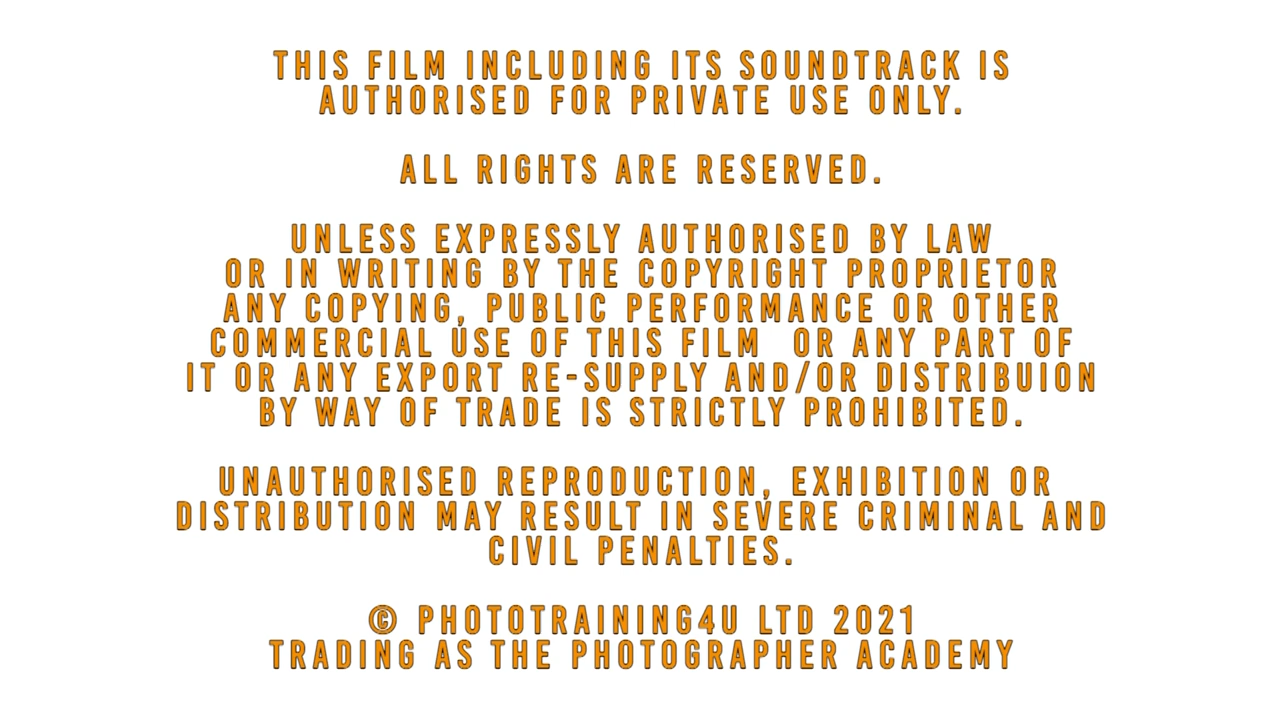 THIS FILM INCLUDING ITS SOUNDTRACK IS
AUTHORISED FOR PRIVATE USE ONLY.
ALL RIGHTS ARE RESERVED.
UNLESS EXPRESSLY AUTHORISED BY LAW
OR IN WRITING BY THE COPYRIGHT PROPRIETOR
ANY COPYING, PUBLIC PERFORMANCE OR OTHER
COMMERCIAL USE OF THIS FILM  OR ANY PART OF
IT OR ANY EXPORT RE-SUPPLY AND/OR DISTRIBUION
BY WAY OF TRADE IS STRICTLY PROHIBITED.
UNAUTHORISED REPRODUCTION, EXHIBITION OR
DISTRIBUTION MAY RESULT IN SEVERE CRIMINAL AND
CIVIL PENALTIES.
© PHOTOTRAINING4U LTD 2021
TRADING AS THE PHOTOGRAPHER ACADEMY